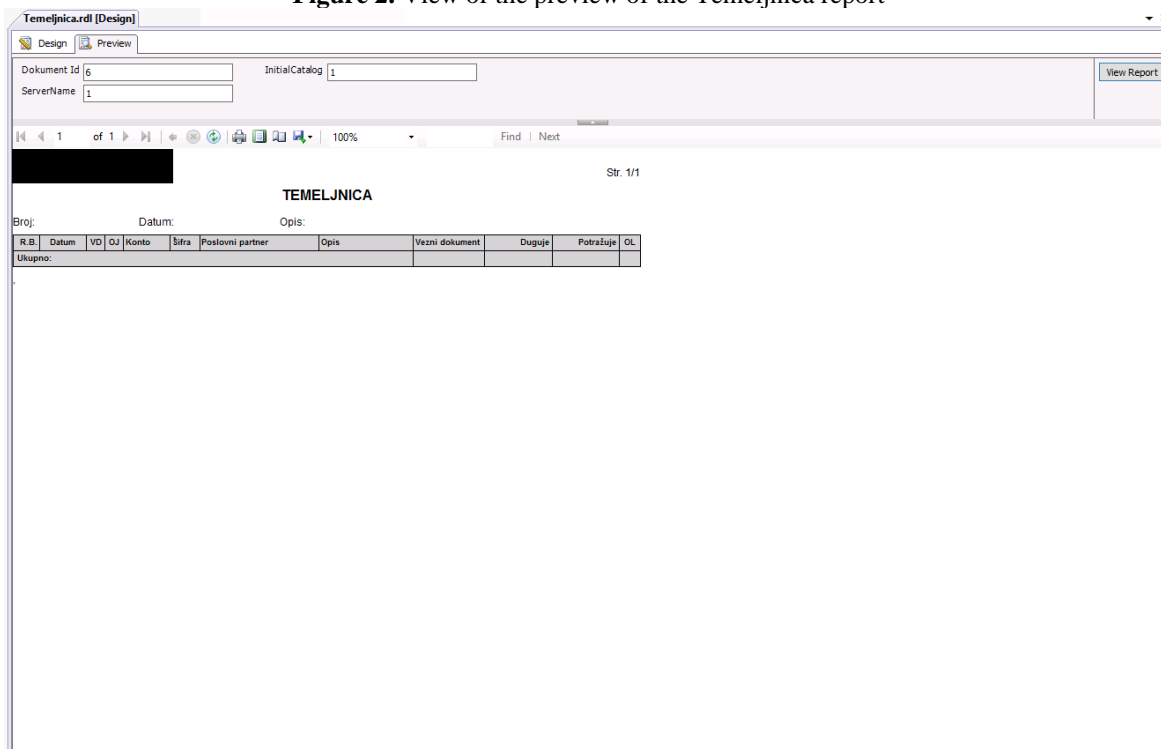 Figure 2. View of the preview of the Temeljnica report
Temeljnica.rdl [Design]
Design Preview
Dokument Id 6 InitialCatalog 1 View Report
ServerName 1
1 of 1 100% Find | Next
Str. 1/1
TEMELJNICA
Broj: Datum: Opis:
R.B. Datum VD OJ Konto Šifra Poslovni partner Opis Vezni dokument Duguje Potražuje OL
Ukupno: